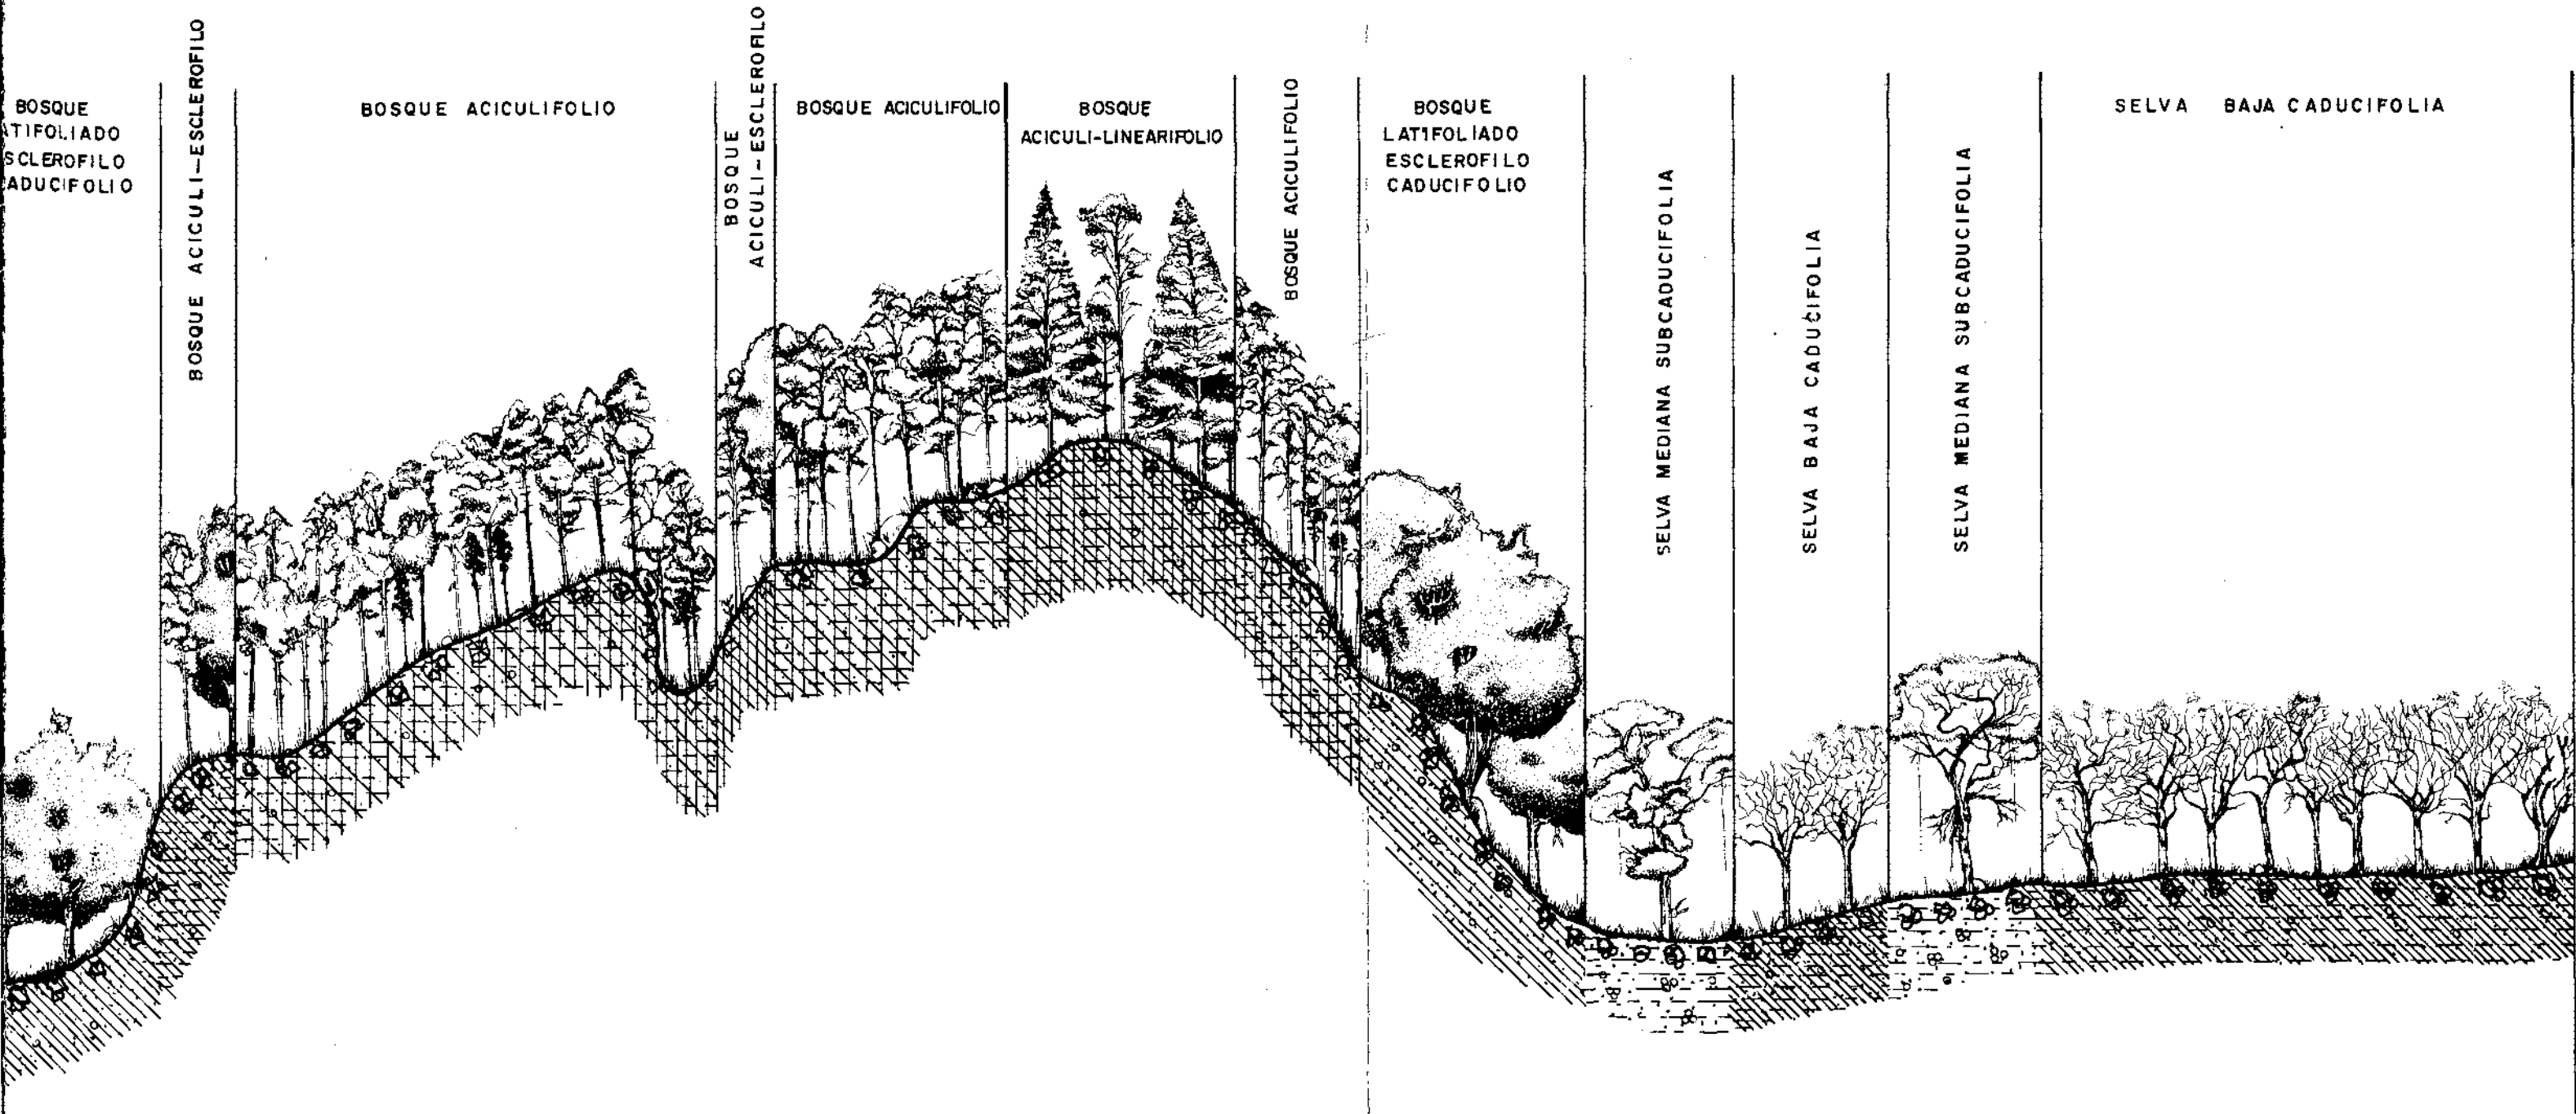 BOSQUE
ATIFOLIADO
SCLEROFILO
ADUCIFOLIO
BOSQUE ACICULI-ESCLEROFILO
BOSQUE ACICULIFOLIO
BOSQUE
ACICULI-ESCLEROFILO
BOSQUE ACICULIFOLIO
BOSQUE
ACICULI-LINEARIFOLIO
BOSQUE ACICULIFOLIO
BOSQUE
LATIFOLIADO
ESCLEROFILO
CADUCIFOLIO
SELVA MEDIANA SUBCADUCIFOLIA
SELVA BAJA CADUCIFOLIA
SELVA MEDIANA SUBCADUCIFOLIA
SELVA BAJA CADUCIFOLIA